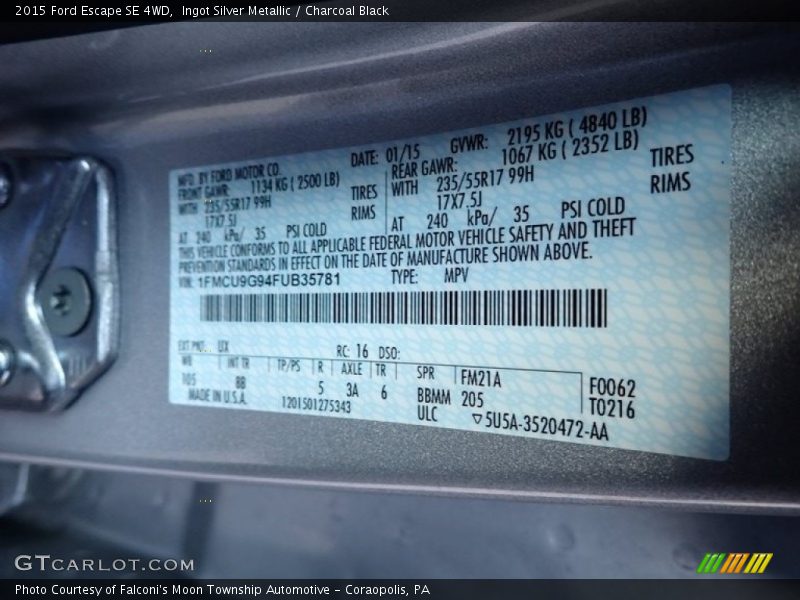 2015 Ford Escape SE 4WD, Ingot Silver Metallic / Charcoal Black
MFD. BY FORD MOTOR CO. DATE: 01/15 GVWR: 2195 KG ( 4840 LB)
FRONT GAWR: 1134 KG ( 2500 LB) REAR GAWR: 1067 KG ( 2352 LB)
WITH 235/55R17 99H TIRES WITH 235/55R17 99H TIRES
17X7.5J RIMS 17X7.5J RIMS
AT 240 kPa/ 35 PSI COLD AT 240 kPa/ 35 PSI COLD
THIS VEHICLE CONFORMS TO ALL APPLICABLE FEDERAL MOTOR VEHICLE SAFETY AND THEFT
PREVENTION STANDARDS IN EFFECT ON THE DATE OF MANUFACTURE SHOWN ABOVE.
VIN: 1FMCU9G94FUB35781 TYPE: MPV
EXT PNT: UX RC: 16 DSO:
WB INT TR TP/PS R AXLE TR SPR FM21A F0062
105 8B 5 3A 6 BBMM 205 T0216
MADE IN U.S.A. 1201501275343 ULC ▽5U5A-3520472-AA
GTCARLOT.COM
Photo Courtesy of Falconi's Moon Township Automotive - Coraopolis, PA